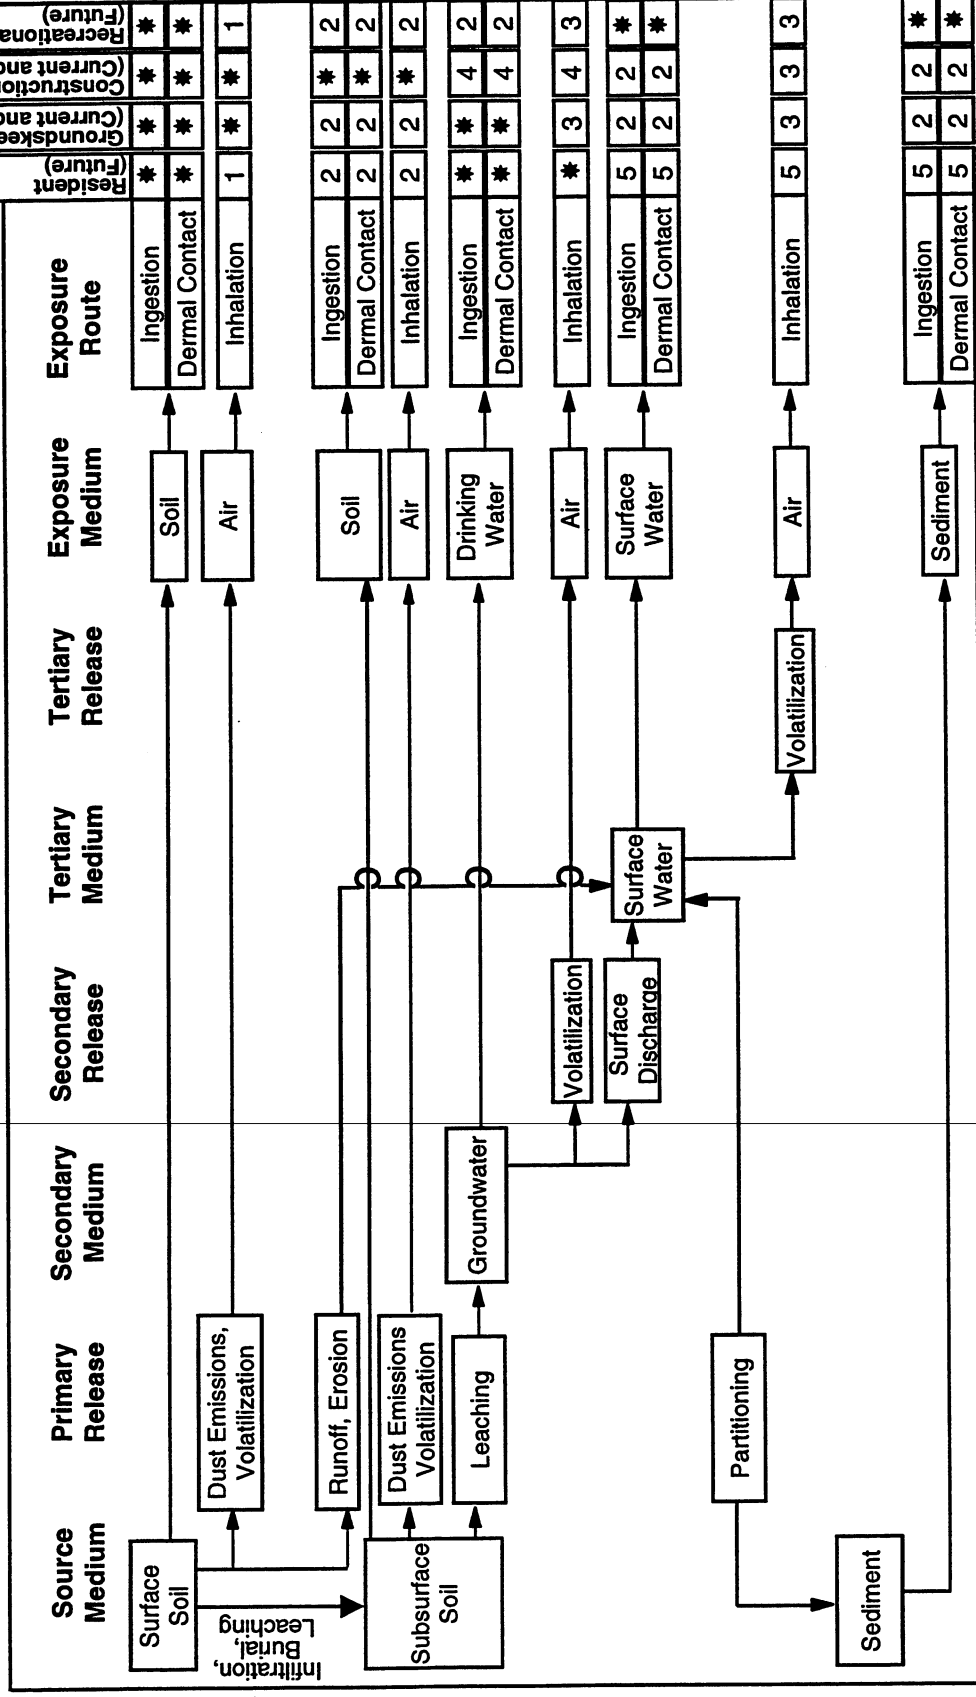 Source
Medium
Primary
Release
Secondary
Medium
Secondary
Release
Tertiary
Medium
Tertiary
Release
Exposure
Medium
Exposure
Route
Resident
(Future)
(Current and
(Current and
(Future)
Surface
Soil
Soil
Ingestion
* * * *
Dermal Contact
* * * *
Dust Emissions,
Volatilization
Air
Inhalation
1 * * 1
Infiltration,
Burial,
Leaching
Runoff, Erosion
Subsurface
Soil
Soil
Ingestion
2 2 * 2
Dermal Contact
2 2 * 2
Dust Emissions
Volatilization
Air
Inhalation
2 2 * 2
Leaching
Groundwater
Drinking
Water
Ingestion
* * 4 2
Dermal Contact
* * 4 2
Volatilization
Air
Inhalation
* 3 4 3
Surface
Discharge
Surface
Water
Surface
Water
Ingestion
5 2 2 *
Dermal Contact
5 2 2 *
Partitioning
Volatilization
Air
Inhalation
5 3 3 3
Sediment
Sediment
Ingestion
5 2 2 *
Dermal Contact
5 2 2 *